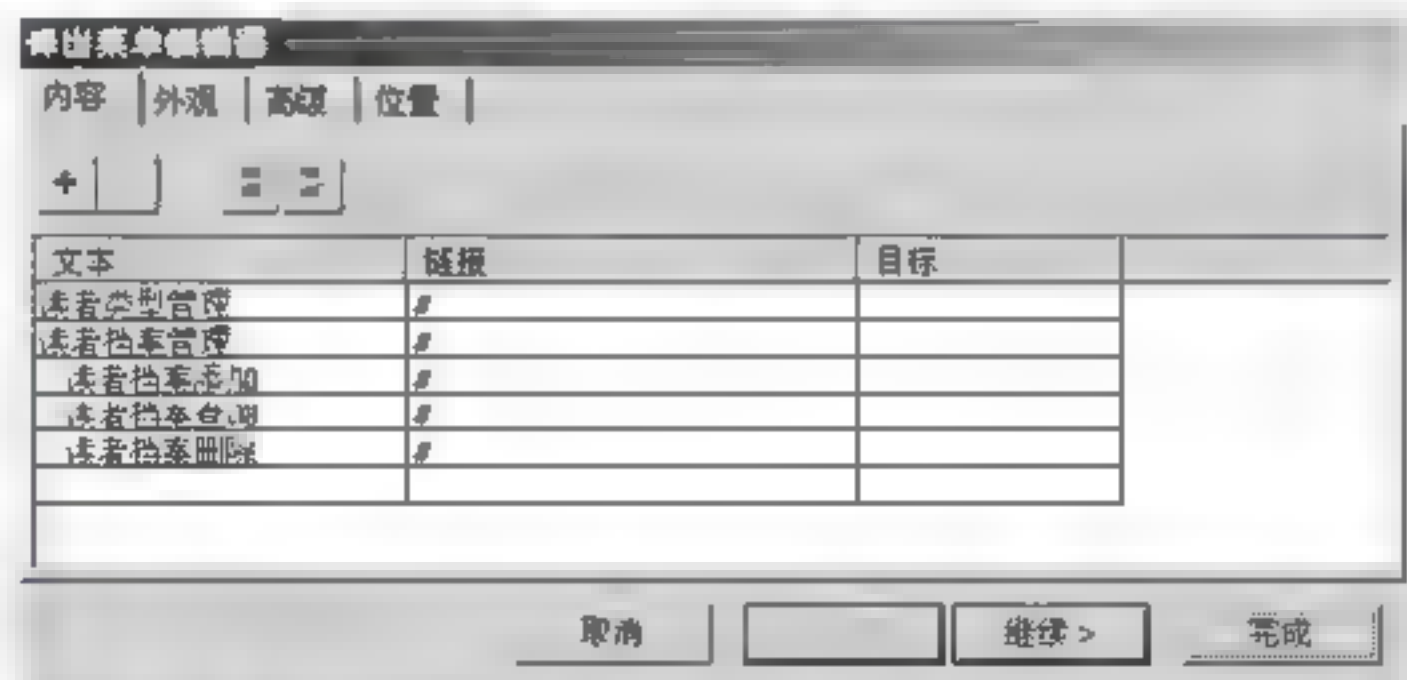 弹出菜单编辑器
内容 外观 高级 位置
+
文本 链接 目标
读者类型管理 #
读者档案管理 #
读者档案添加 #
读者档案查询 #
读者档案删除 #
取消 继续 > 完成